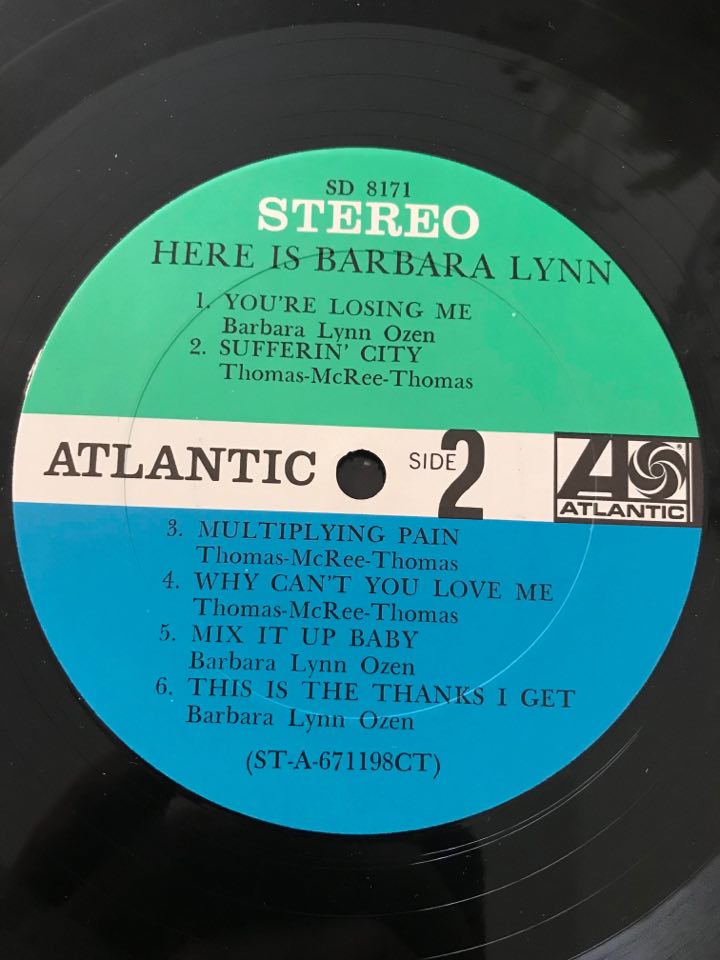 SD 8171
STEREO
HERE IS BARBARA LYNN
1. YOU'RE LOSING ME
Barbara Lynn Ozen
2. SUFFERIN' CITY
Thomas-McRee-Thomas
ATLANTIC SIDE 2
ATLANTIC
3. MULTIPLYING PAIN
Thomas-McRee-Thomas
4. WHY CAN'T YOU LOVE ME
Thomas-McRee-Thomas
5. MIX IT UP BABY
Barbara Lynn Ozen
6. THIS IS THE THANKS I GET
Barbara Lynn Ozen
(ST-A-671198CT)